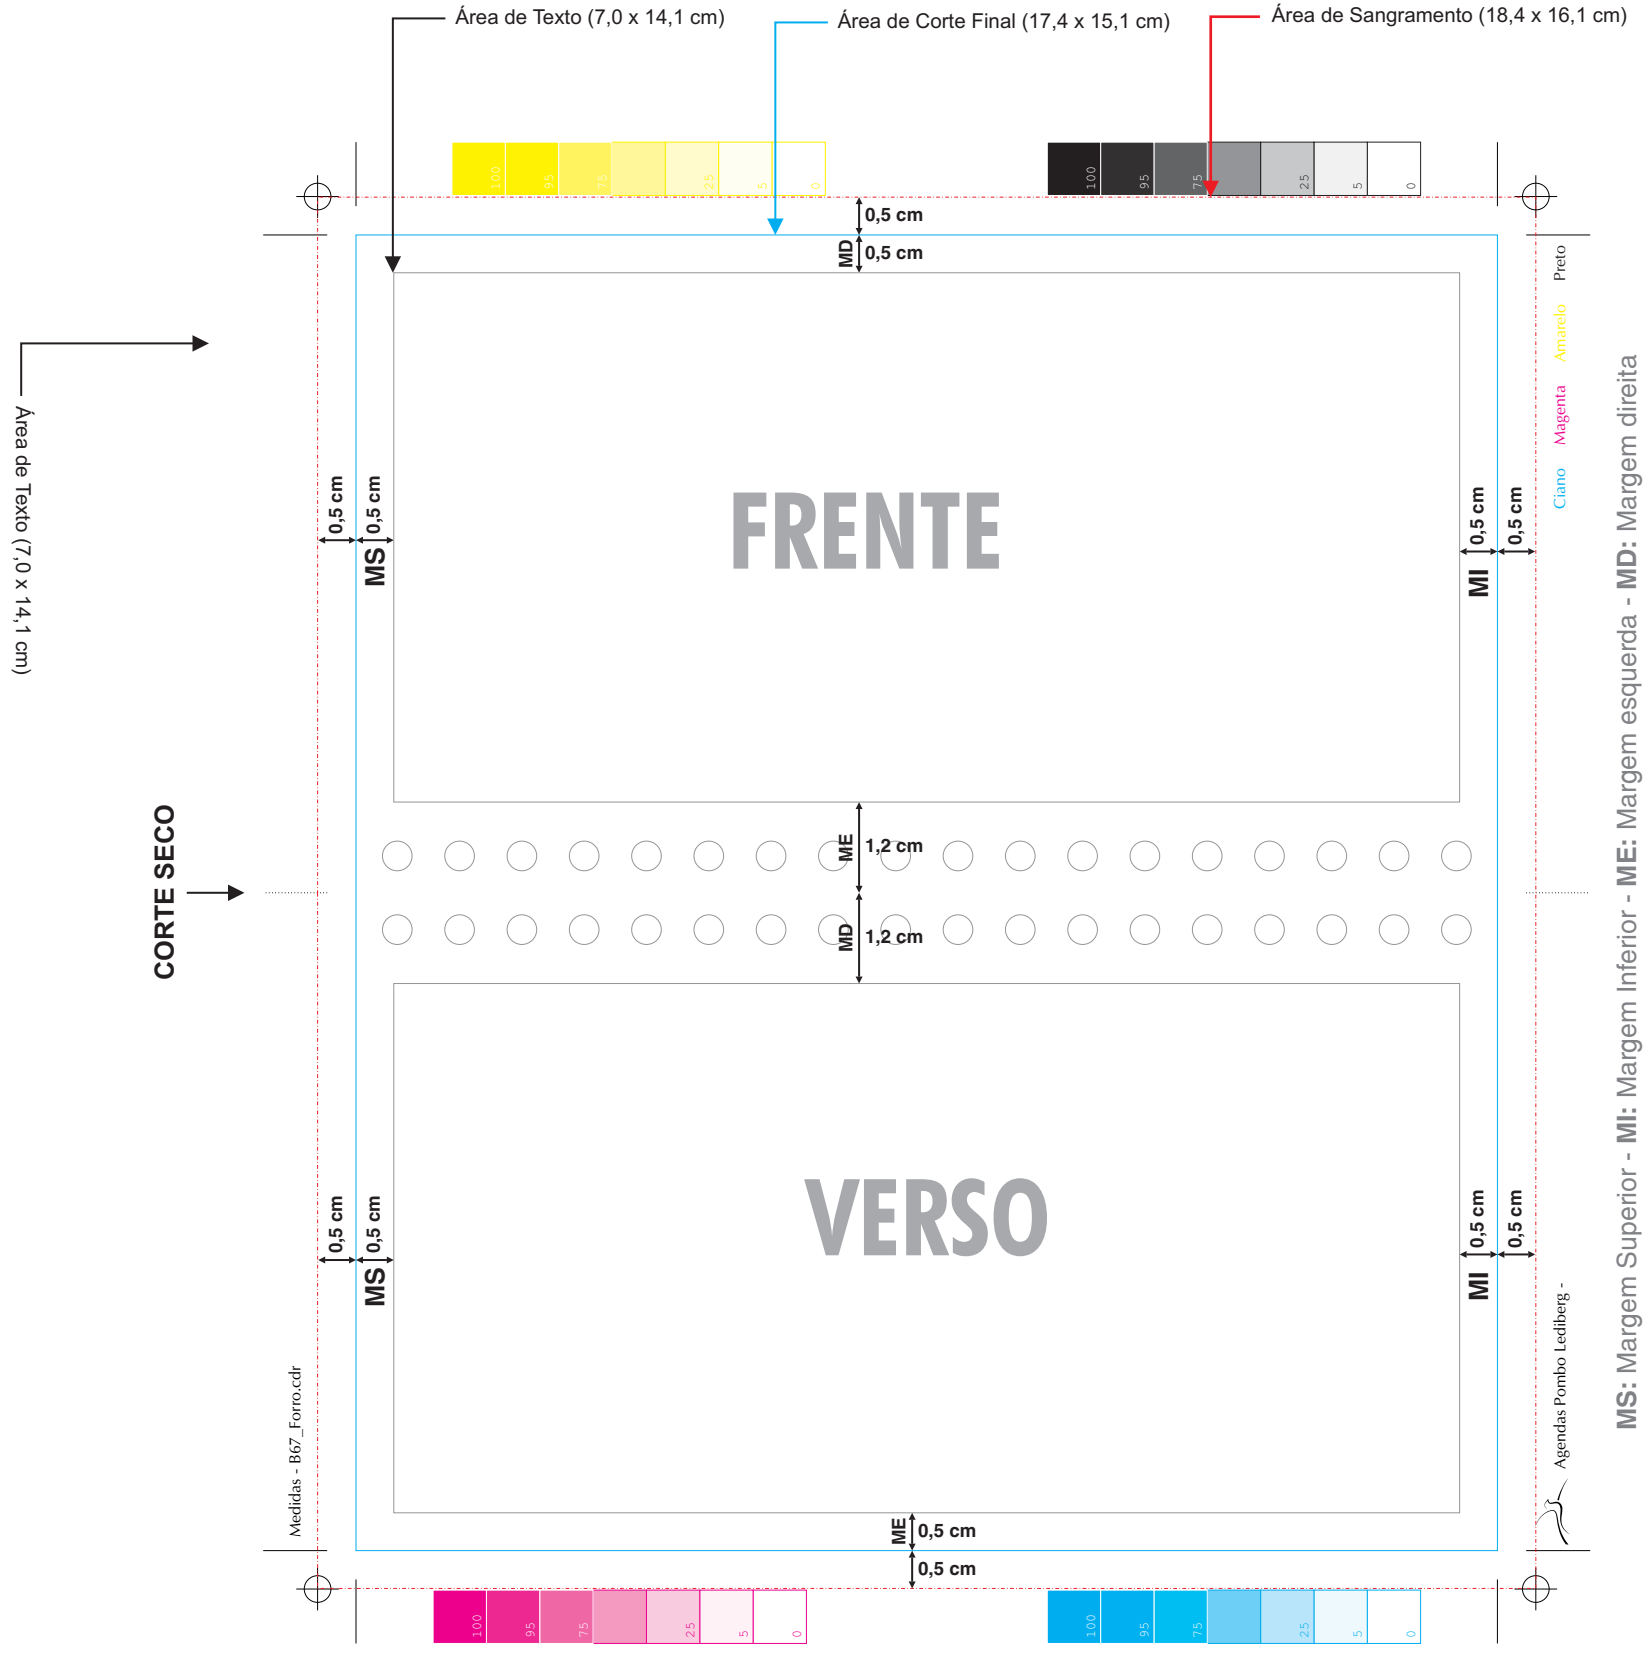 Área de Texto (7,0 x 14,1 cm)
Área de Corte Final (17,4 x 15,1 cm)
Área de Sangramento (18,4 x 16,1 cm)
100 95 75 25 5 0
100 95 75 25 5 0
0,5 cm
MD 0,5 cm
Área de Texto (7,0 x 14,1 cm)
0,5 cm
0,5 cm
MS
FRENTE
0,5 cm
MI
0,5 cm
Ciano Magenta Amarelo Preto
MS: Margem Superior - MI: Margem Inferior - ME: Margem esquerda - MD: Margem direita
CORTE SECO
ME 1,2 cm
MD 1,2 cm
0,5 cm
0,5 cm
MS
VERSO
0,5 cm
MI
0,5 cm
Medidas - B67_Forro.cdr
Agendas Pombo Lediberg -
ME 0,5 cm
0,5 cm
100 95 75 25 5 0
100 95 75 25 5 0